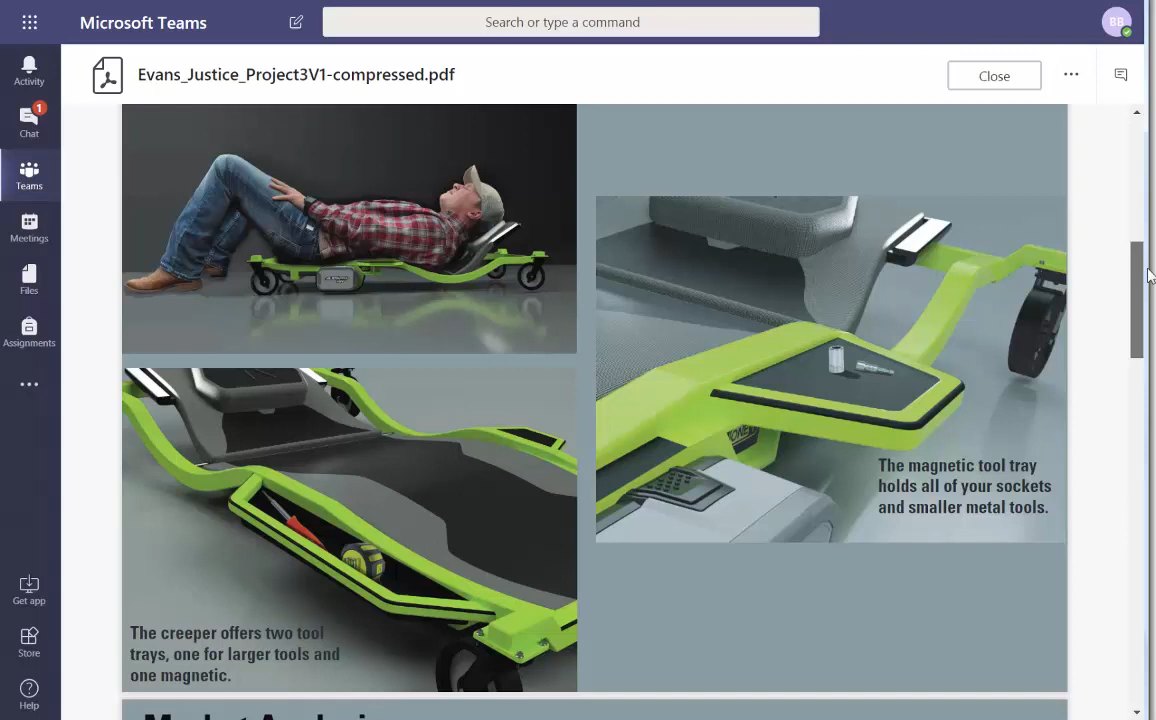 Microsoft Teams
Search or type a command
BB
Activity
Evans_Justice_Project3V1-compressed.pdf
Close
1
Chat
Teams
Meetings
Files
Assignments
The magnetic tool tray
holds all of your sockets
and smaller metal tools.
Get app
The creeper offers two tool
trays, one for larger tools and
one magnetic.
Store
Help